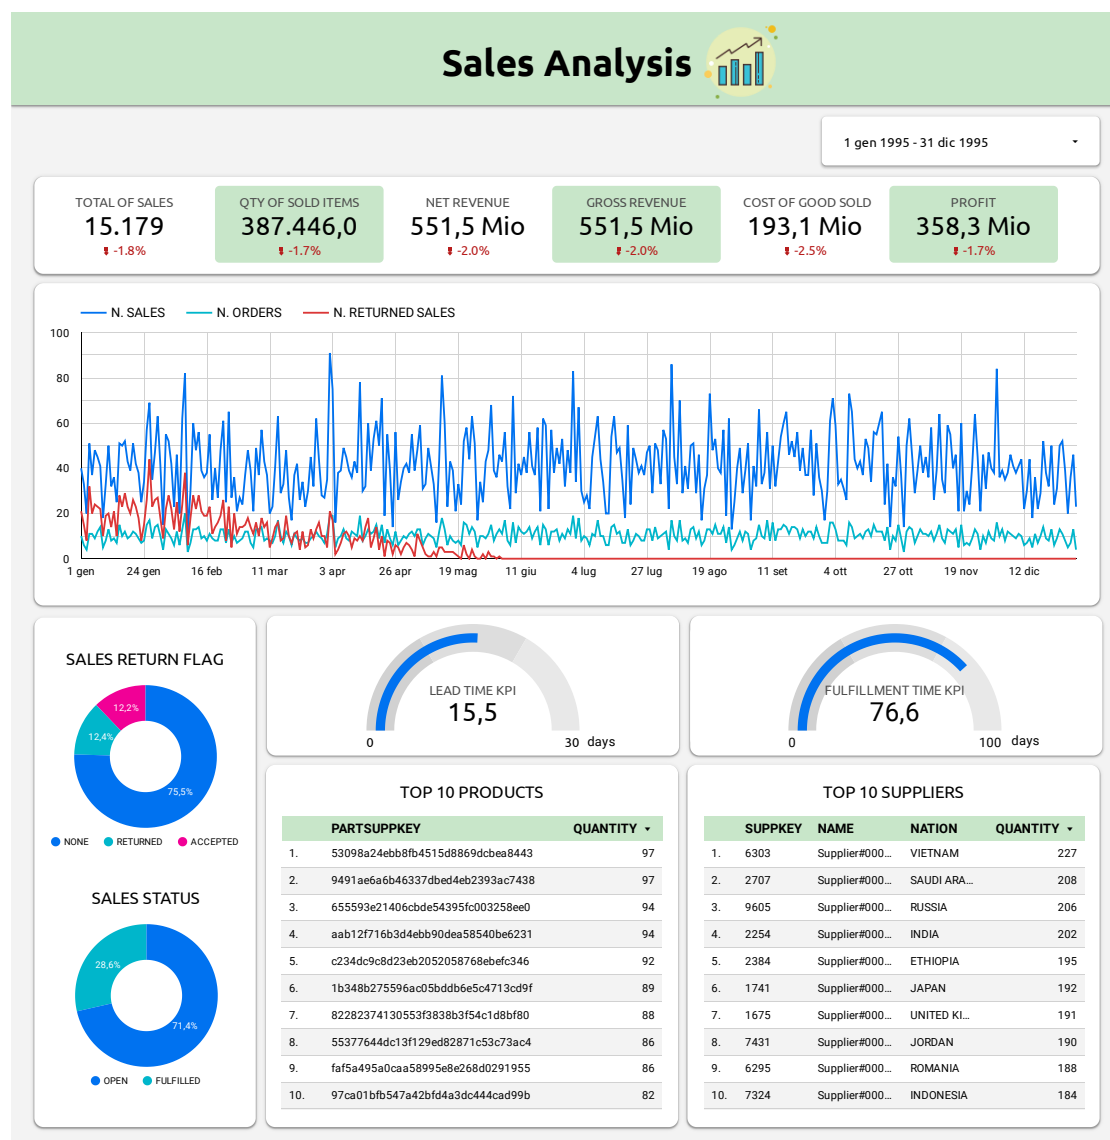 Sales Analysis
1 gen 1995 - 31 dic 1995
TOTAL OF SALES
15.179
-1.8%
QTY OF SOLD ITEMS
387.446,0
-1.7%
NET REVENUE
551,5 Mio
-2.0%
GROSS REVENUE
551,5 Mio
-2.0%
COST OF GOOD SOLD
193,1 Mio
-2.5%
PROFIT
358,3 Mio
-1.7%
N. SALES N. ORDERS N. RETURNED SALES
100
80
60
40
20
0
1 gen 24 gen 16 feb 11 mar 3 apr 26 apr 19 mag 11 giu 4 lug 27 lug 19 ago 11 set 4 ott 27 ott 19 nov 12 dic
SALES RETURN FLAG
12,2%
12,4%
75,5%
NONE RETURNED ACCEPTED
SALES STATUS
28,6%
71,4%
OPEN FULFILLED
LEAD TIME KPI
15,5
0 30 days
FULFILLMENT TIME KPI
76,6
0 100 days
TOP 10 PRODUCTS
PARTSUPPKEY QUANTITY
1. 53098a24ebb8fb4515d8869dcbea8443 97
2. 9491ae6a6b46337dbed4eb2393ac7438 97
3. 655593e21406cbde54395fc003258ee0 94
4. aab12f716b3d4ebb90dea58540be6231 94
5. c234dc9c8d23eb2052058768ebefc346 92
6. 1b348b275596ac05bddb6e5c4713cd9f 89
7. 82282374130553f3838b3f54c1d8bf80 88
8. 55377644dc13f129ed82871c53c73ac4 86
9. faf5a495a0caa58995e8e268d0291955 86
10. 97ca01bfb547a42bfd4a3dc444cad99b 82
TOP 10 SUPPLIERS
SUPPKEY NAME NATION QUANTITY
1. 6303 Supplier#000... VIETNAM 227
2. 2707 Supplier#000... SAUDI ARA... 208
3. 9605 Supplier#000... RUSSIA 206
4. 2254 Supplier#000... INDIA 202
5. 2384 Supplier#000... ETHIOPIA 195
6. 1741 Supplier#000... JAPAN 192
7. 1675 Supplier#000... UNITED KI... 191
8. 7431 Supplier#000... JORDAN 190
9. 6295 Supplier#000... ROMANIA 188
10. 7324 Supplier#000... INDONESIA 184